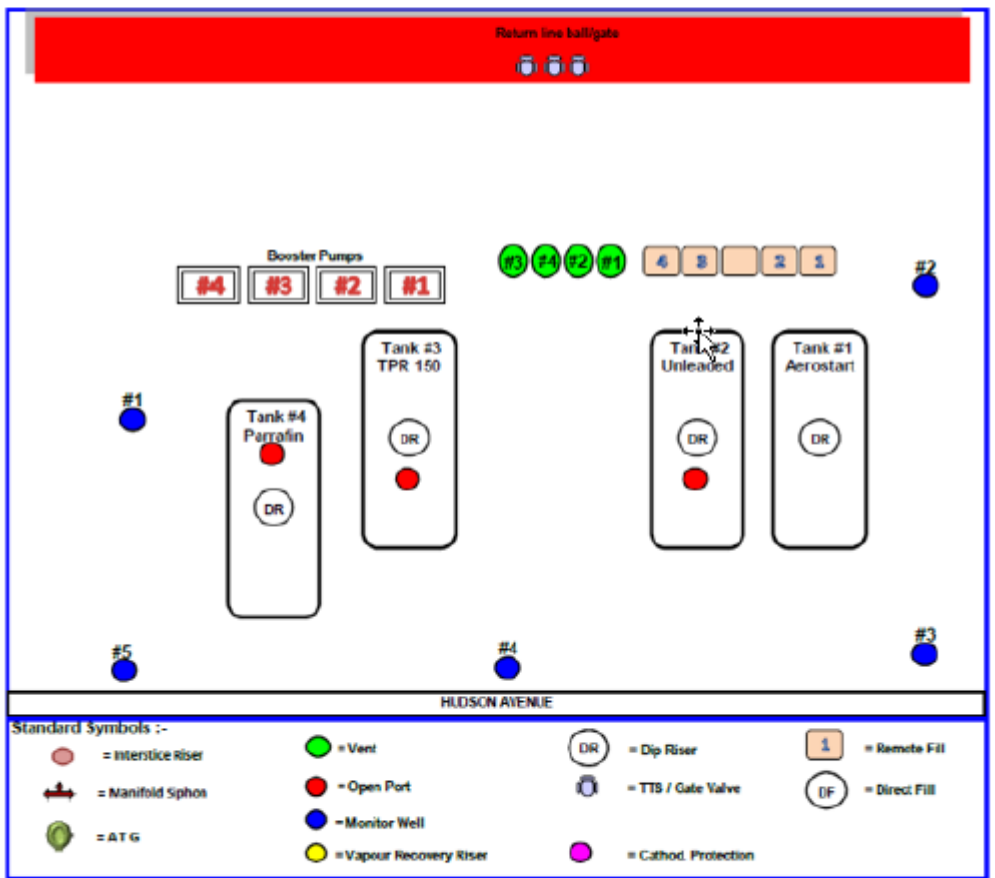 Return line ball/gate
Booster Pumps
#4 #3 #2 #1
#3 #4 #2 #1
4 3 2 1
#2
Tank #3
TPR 150
Tank #2
Unleaded
Tank #1
Aerostart
#1
Tank #4
Parrafin
DR
DR
DR
DR
#5
#4
#3
HUDSON AVENUE
Standard Symbols :-
= Interstice Riser
= Vent
DR = Dip Riser
1 = Remote Fill
= Manifold Siphon
= Open Port
= TTS / Gate Valve
DF = Direct Fill
= ATG
= Monitor Well
= Vapour Recovery Riser
= Cathod. Protection